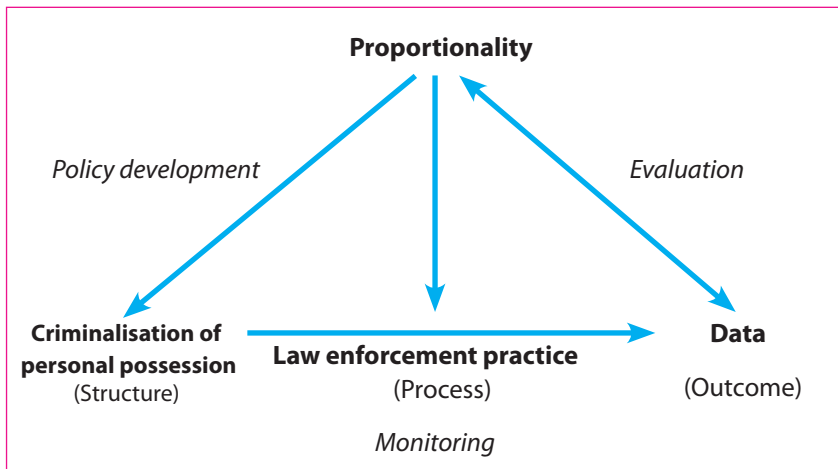 Proportionality
Policy development
Evaluation
Criminalisation of
personal possession
(Structure)
Law enforcement practice
(Process)
Data
(Outcome)
Monitoring